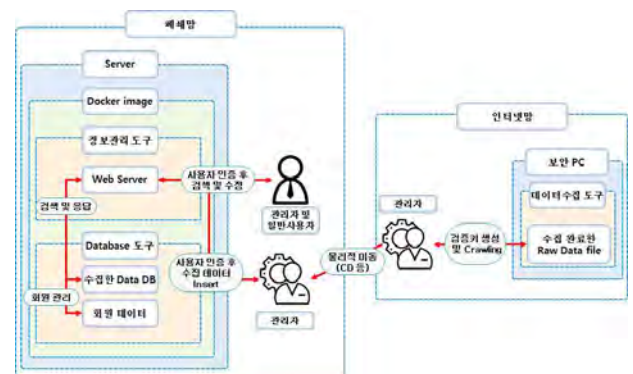 폐쇄망
Server
Docker image
정보관리 도구
Web Server
사용자 인증 후
검색 및 수정
관리자 및
일반사용자
검색 및 응답
Database 도구
수집한 Data DB
회원 관리
회원 데이터
사용자 인증 후
수집 데이터
Insert
관리자
물리적 이동
(CD 등)
인터넷망
보안 PC
관리자
데이터수집 도구
검증키 생성
및 Crawling
수집 완료한
Raw Data file